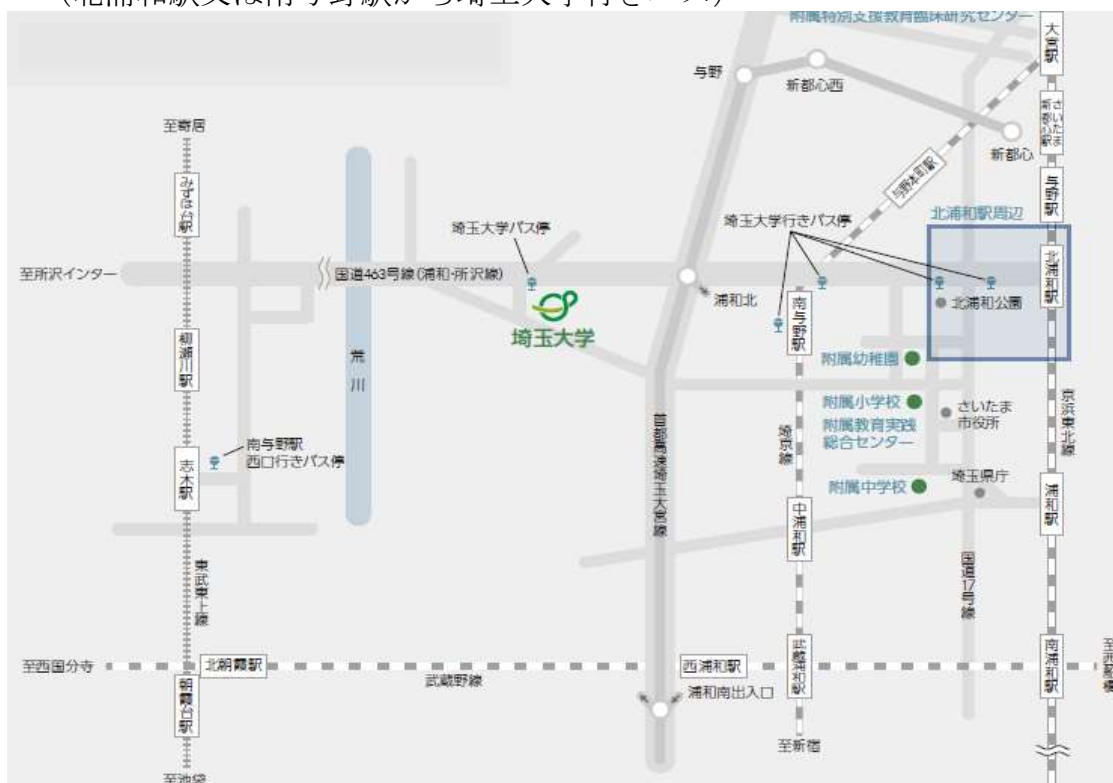 (北浦和駅又は南与野駅から埼玉大学行きバス)
附属特別支援教育臨床研究センター
大宮駅
与野
新都心西
さいたま
新都心駅
新都心
至寄居
みずほ台駅
与野本町駅
与野駅
北浦和駅周辺
埼玉大学バス停
埼玉大学行きバス停
至所沢インター
国道463号線(浦和・所沢線)
浦和北
北浦和駅
北浦和公園
南与野駅
埼玉大学
柳瀬川駅
荒川
附属幼稚園
附属小学校
附属教育実践
総合センター
さいたま
市役所
京浜東北線
埼京線
南与野駅
西口行きバス停
志木駅
首都高速埼玉大宮線
附属中学校
埼玉県庁
浦和駅
中浦和駅
東武東上線
国道17号線
至西国分寺
北朝霞駅
武蔵野線
西浦和駅
武蔵浦和駅
南浦和駅
浦和南出入口
朝霞台駅
至新宿
至池袋